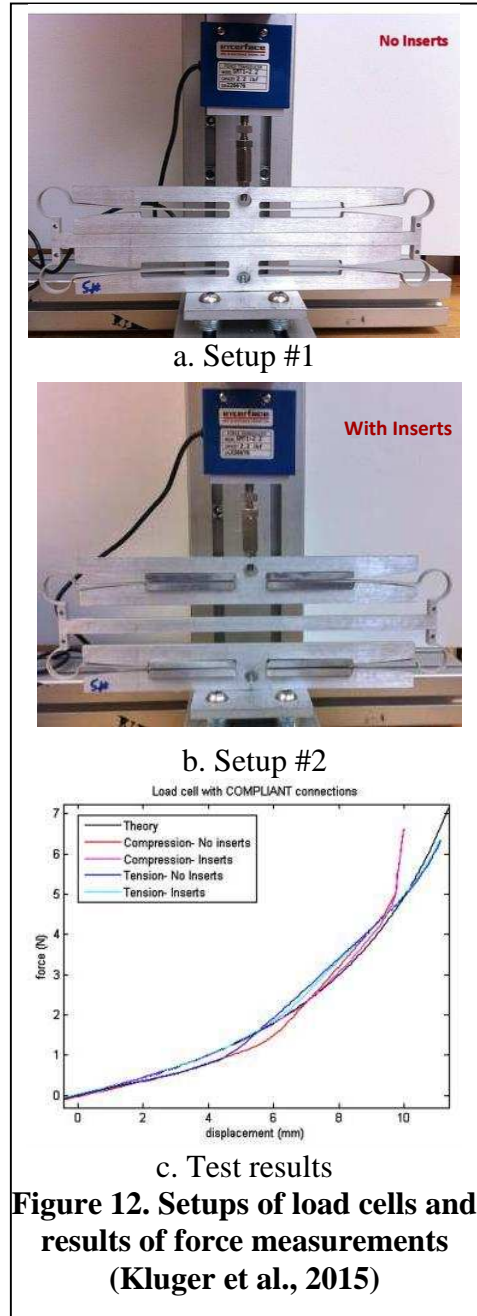 No Inserts
interface
a. Setup #1
With Inserts
interface
b. Setup #2
Load cell with COMPLIANT connections
Theory
Compression- No inserts
Compression- Inserts
Tension- No Inserts
Tension- Inserts
7
6
5
4
3
2
1
0
force (N)
0 2 4 6 8 10
displacement (mm)
c. Test results
Figure 12. Setups of load cells and
results of force measurements
(Kluger et al., 2015)